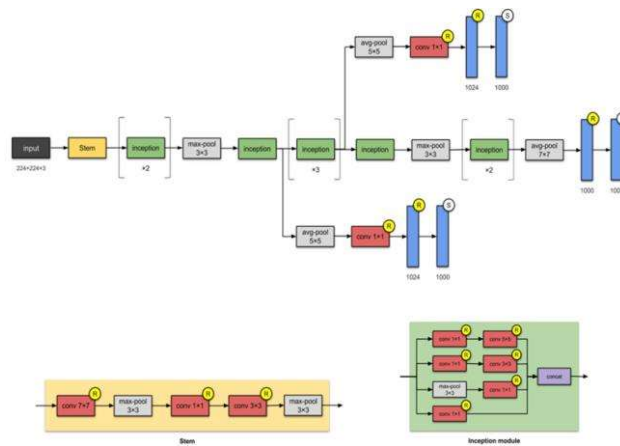 R
S
avg-pool
5×5
conv 1×1
R
1024
1000
input
Stem
inception
max-pool
3×3
inception
inception
inception
max-pool
3×3
inception
avg-pool
7×7
R
S
224×224×3
×2
×3
×2
1000
100
avg-pool
5×5
conv 1×1
R
R
S
1024
1000
conv 7×7
R
max-pool
3×3
conv 1×1
R
conv 3×3
R
max-pool
3×3
Stem
conv 1×1
R
conv 5×5
R
conv 1×1
R
conv 3×3
R
max-pool
3×3
conv 1×1
R
conv 1×1
R
concat
Inception module